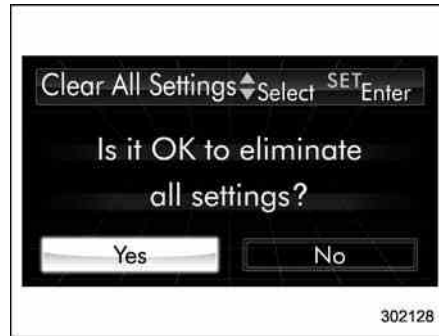 Clear All Settings Select SET Enter
Is it OK to eliminate
all settings?
Yes No
302128